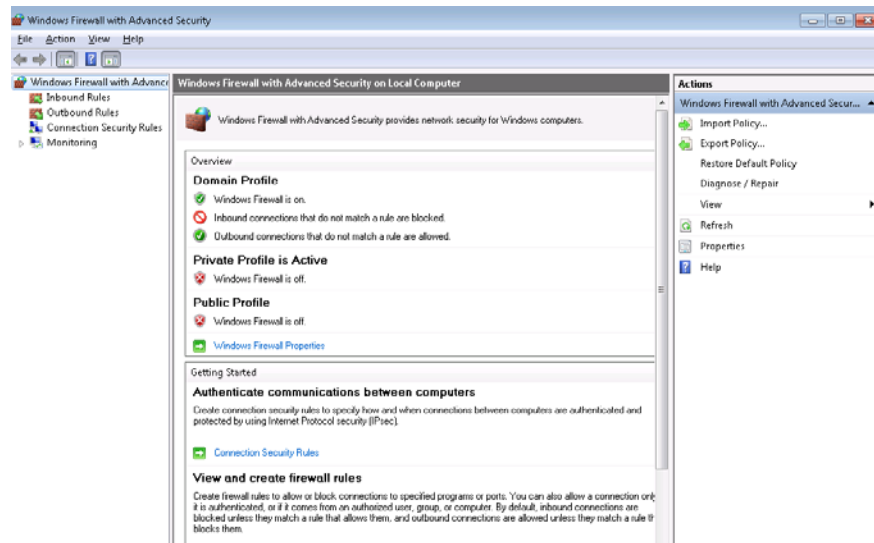 Windows Firewall with Advanced Security
File Action View Help
Windows Firewall with Advance
Inbound Rules
Outbound Rules
Connection Security Rules
Monitoring
Windows Firewall with Advanced Security on Local Computer
Windows Firewall with Advanced Security provides network security for Windows computers.
Overview
Domain Profile
Windows Firewall is on.
Inbound connections that do not match a rule are blocked.
Outbound connections that do not match a rule are allowed.
Private Profile is Active
Windows Firewall is off.
Public Profile
Windows Firewall is off.
Windows Firewall Properties
Getting Started
Authenticate communications between computers
Create connection security rules to specify how and when connections between computers are authenticated and
protected by using Internet Protocol security (IPsec).
Connection Security Rules
View and create firewall rules
Create firewall rules to allow or block connections to specified programs or ports. You can also allow a connection only
it is authenticated, or if it comes from an authorized user, group, or computer. By default, inbound connections are
blocked unless they match a rule that allows them, and outbound connections are allowed unless they match a rule th
blocks them.
Actions
Windows Firewall with Advanced Secur...
Import Policy...
Export Policy...
Restore Default Policy
Diagnose / Repair
View
Refresh
Properties
Help